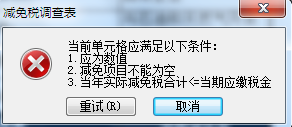 减免税调查表
当前单元格应满足以下条件:
1.应为数值
2.减免项目不能为空
3.当年实际减免税合计<=当期应缴税金
重试(R)
取消